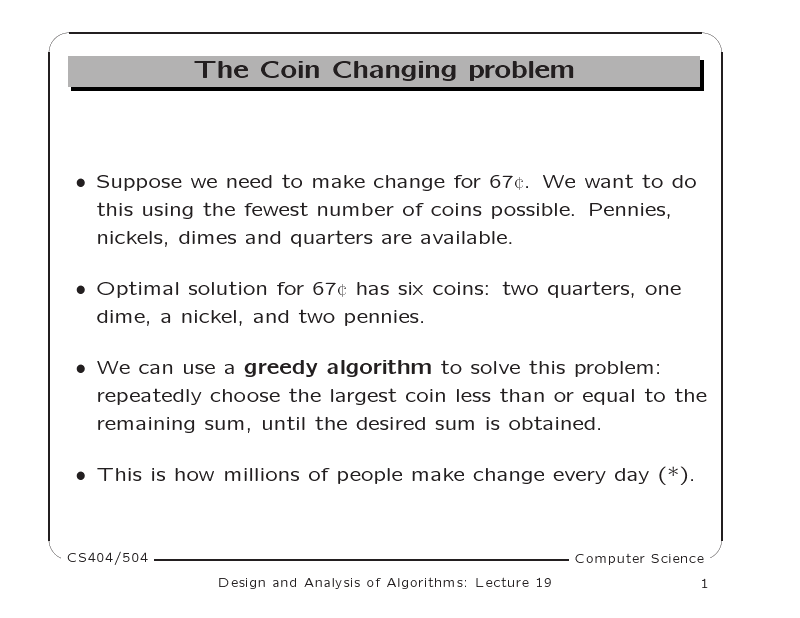 The Coin Changing problem
• Suppose we need to make change for 67¢. We want to do
this using the fewest number of coins possible. Pennies,
nickels, dimes and quarters are available.
• Optimal solution for 67¢ has six coins: two quarters, one
dime, a nickel, and two pennies.
• We can use a greedy algorithm to solve this problem:
repeatedly choose the largest coin less than or equal to the
remaining sum, until the desired sum is obtained.
• This is how millions of people make change every day (*).
CS404/504 Computer Science
Design and Analysis of Algorithms: Lecture 19 1